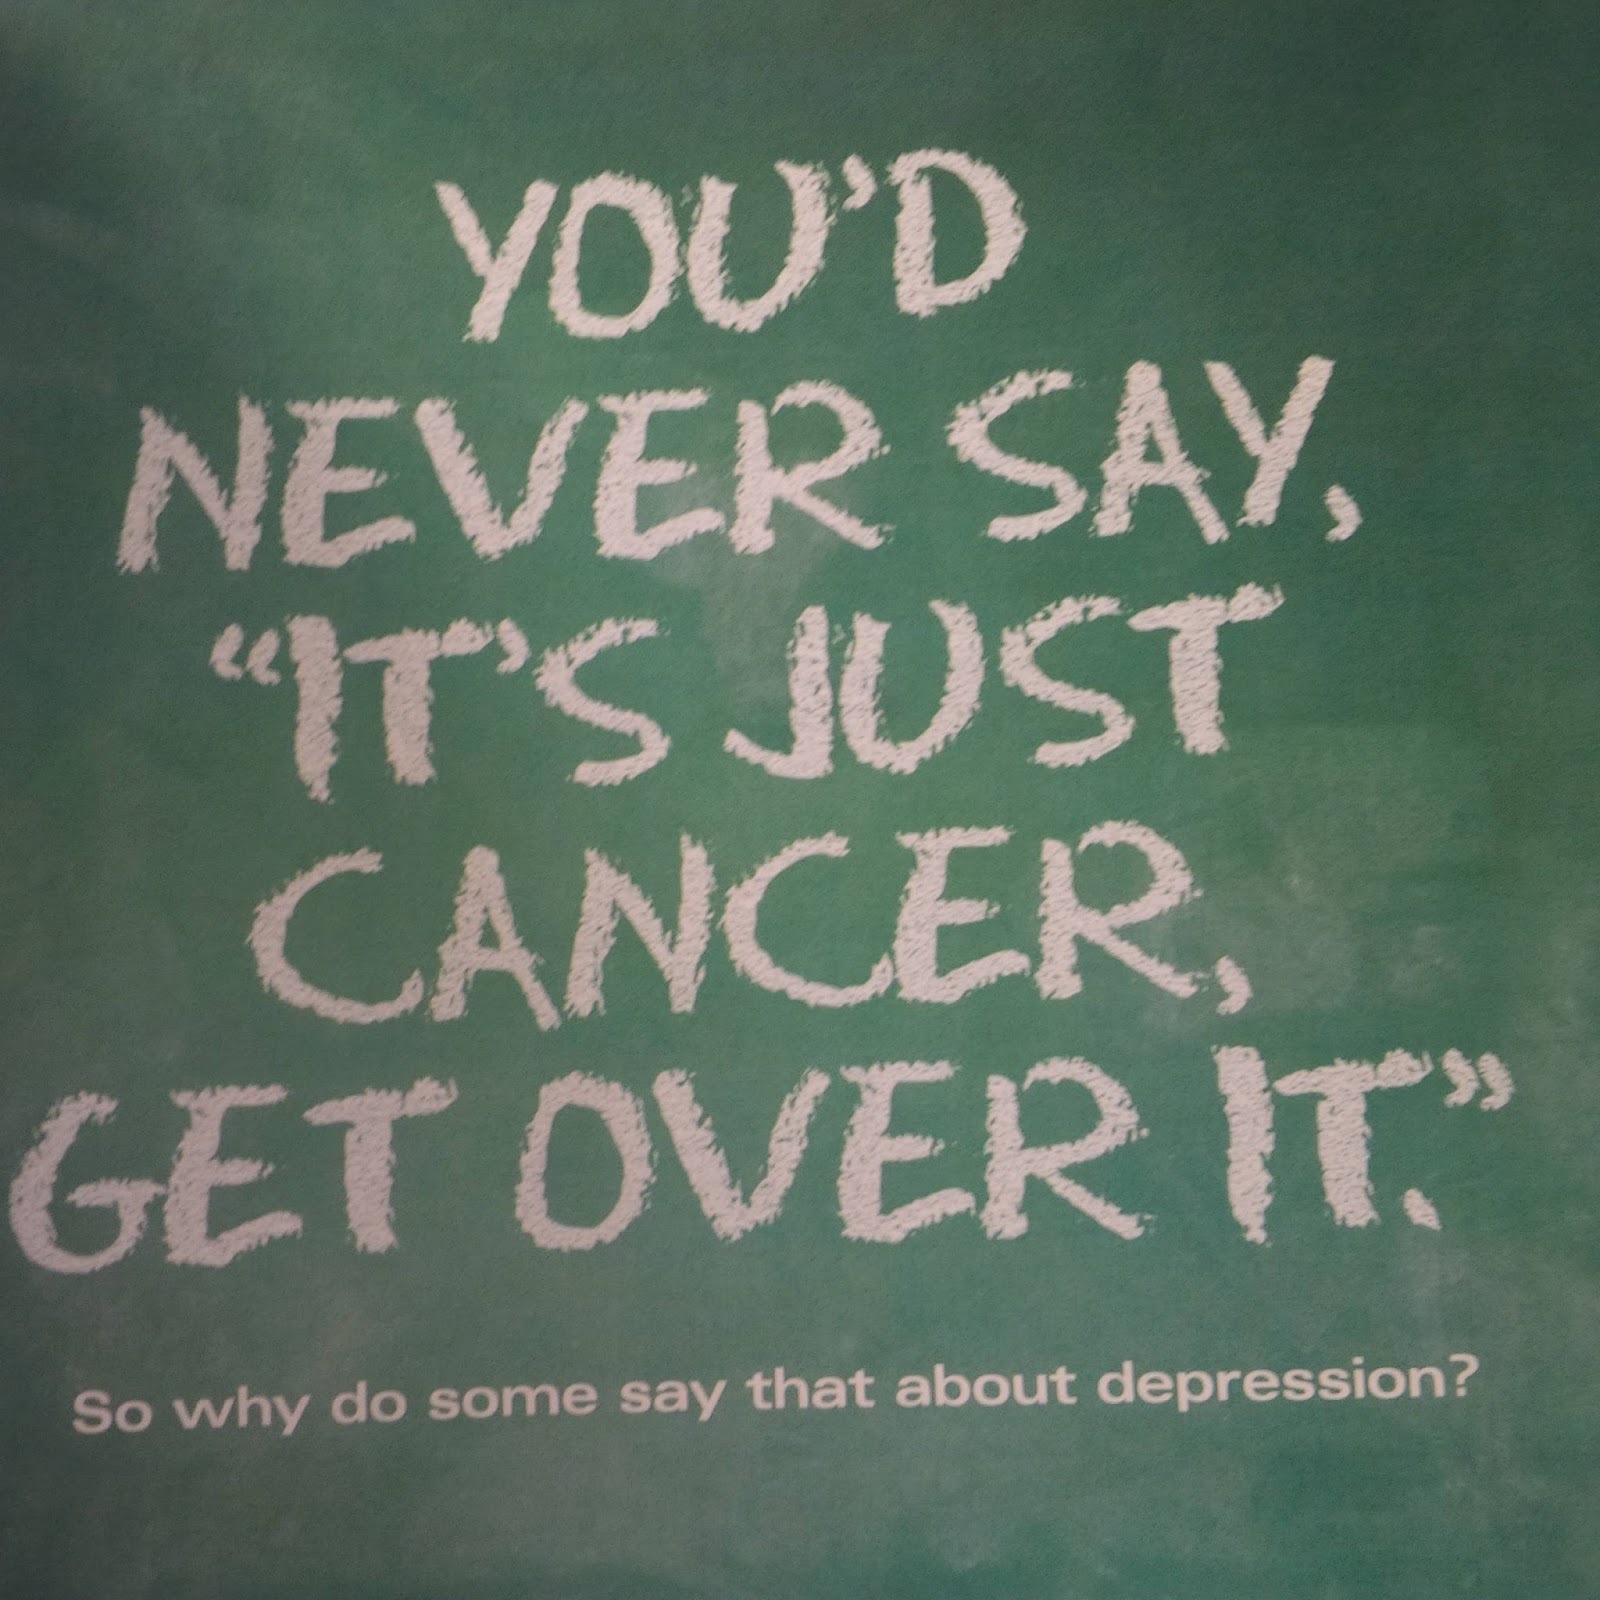 YOU'D
NEVER SAY,
“IT'S JUST
CANCER,
GET OVER IT.”
So why do some say that about depression?